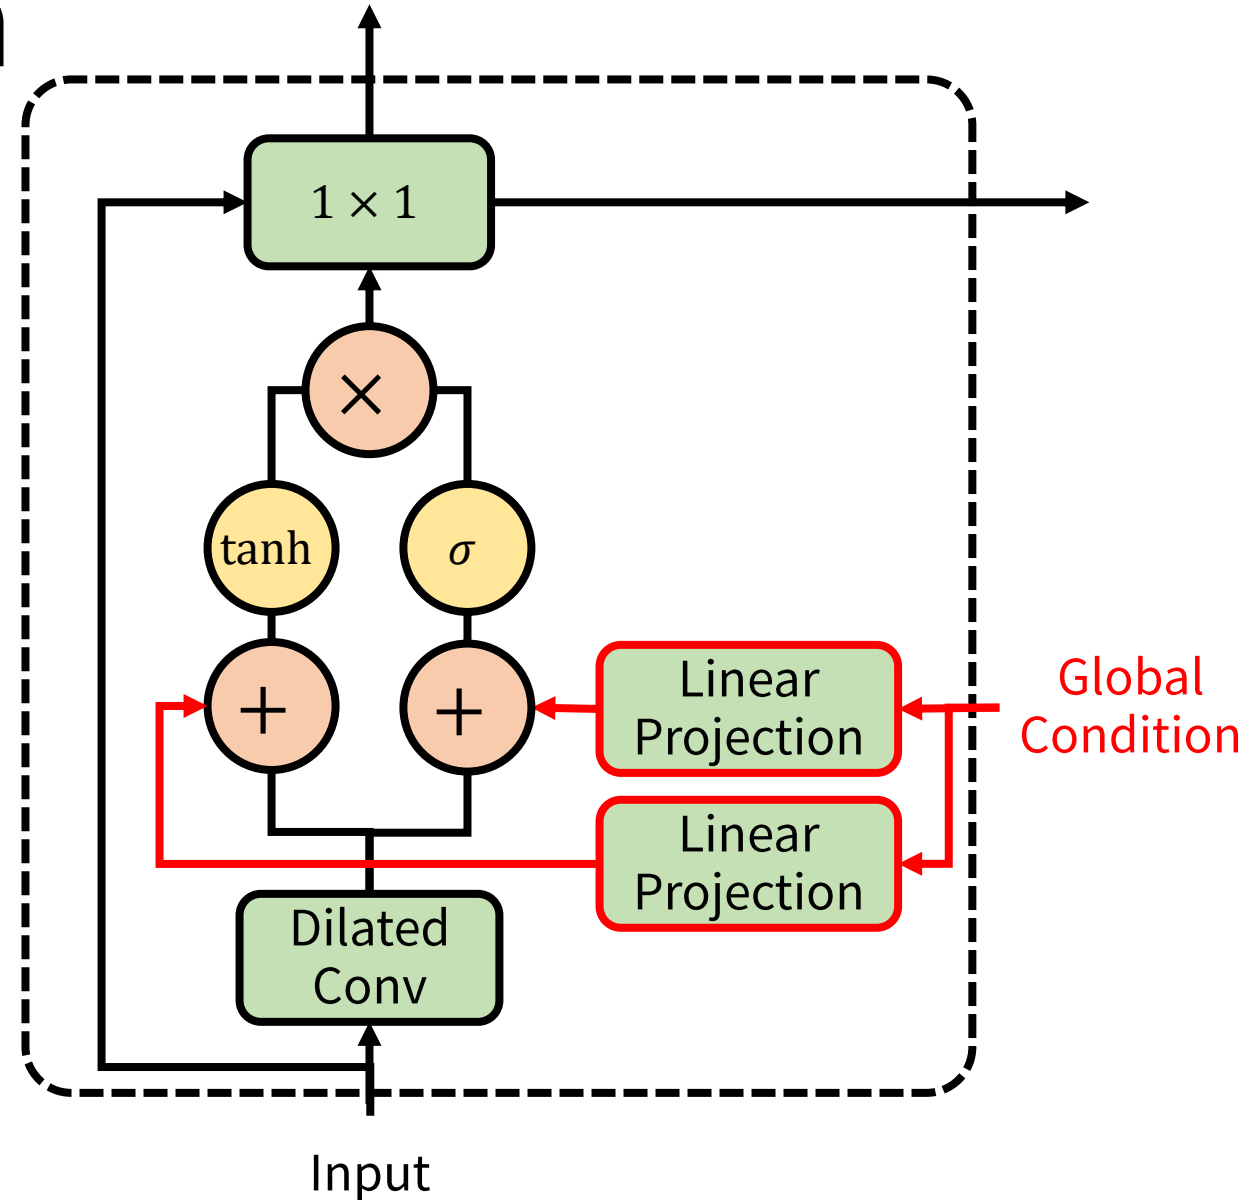 1 × 1
×
tanh
σ
+
+
Linear
Projection
Global
Condition
Linear
Projection
Dilated
Conv
Input